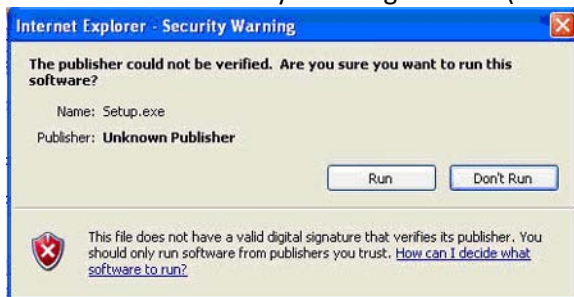 Internet Explorer - Security Warning
The publisher could not be verified. Are you sure you want to run this
software?
Name: Setup.exe
Publisher: Unknown Publisher
Run Don't Run
This file does not have a valid digital signature that verifies its publisher. You
should only run software from publishers you trust. How can I decide what
software to run?